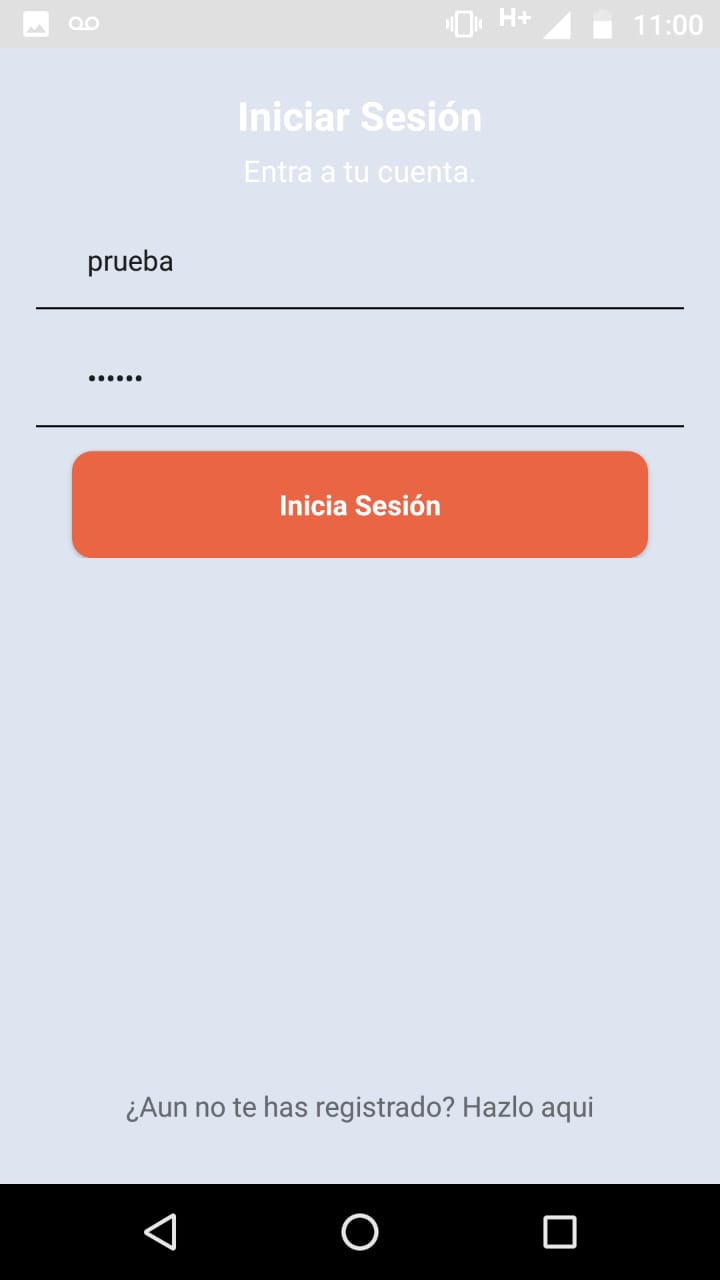 H+ 11:00
Iniciar Sesión
Entra a tu cuenta.
prueba
••••••
Inicia Sesión
¿Aun no te has registrado? Hazlo aqui